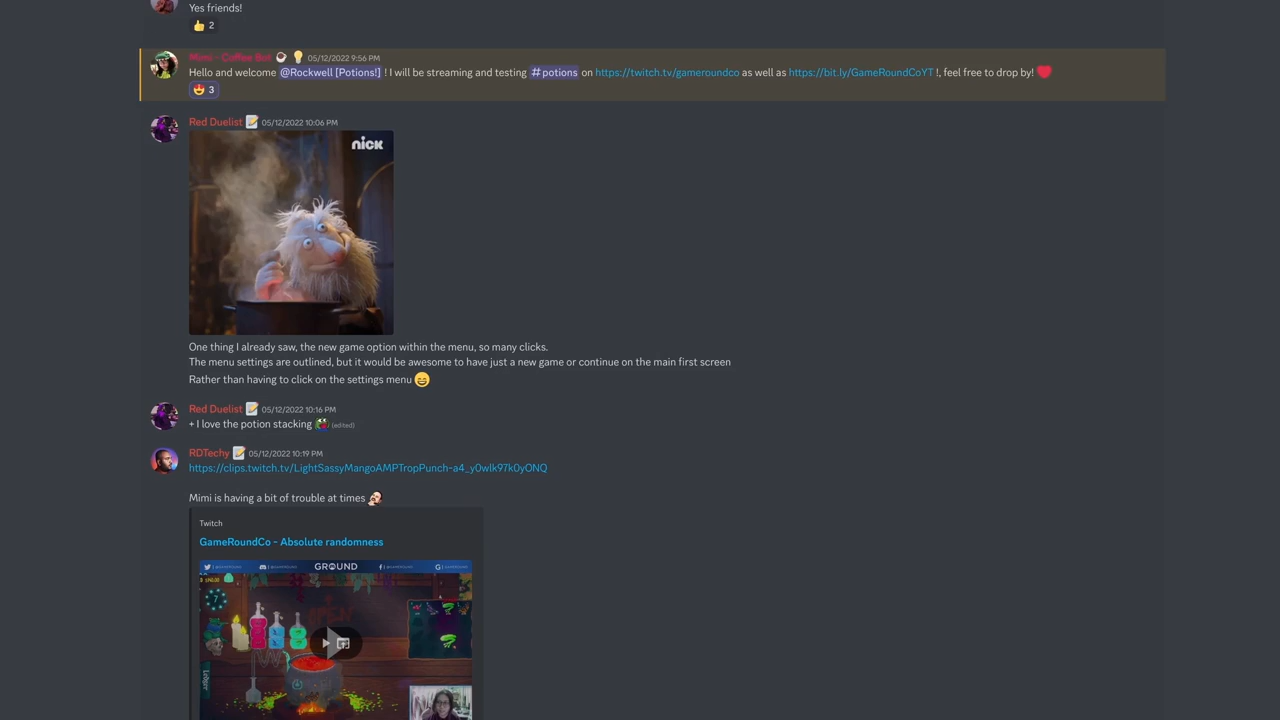 Yes friends!
2
Mimi - Coffee Bot 05/12/2022 9:56 PM
Hello and welcome @Rockwell [Potions!] ! I will be streaming and testing #potions on https://twitch.tv/gameroundco as well as https://bit.ly/GameRoundCoYT !, feel free to drop by!
3
Red Duelist 05/12/2022 10:06 PM
nick
One thing I already saw, the new game option within the menu, so many clicks.
The menu settings are outlined, but it would be awesome to have just a new game or continue on the main first screen
Rather than having to click on the settings menu
Red Duelist 05/12/2022 10:16 PM
+ I love the potion stacking (edited)
RDTechy 05/12/2022 10:19 PM
https://clips.twitch.tv/LightSassyMangoAMPTropPunch-a4_y0wlk97k0yONQ
Mimi is having a bit of trouble at times
Twitch
GameRoundCo - Absolute randomness
GROUND
7
Ledger